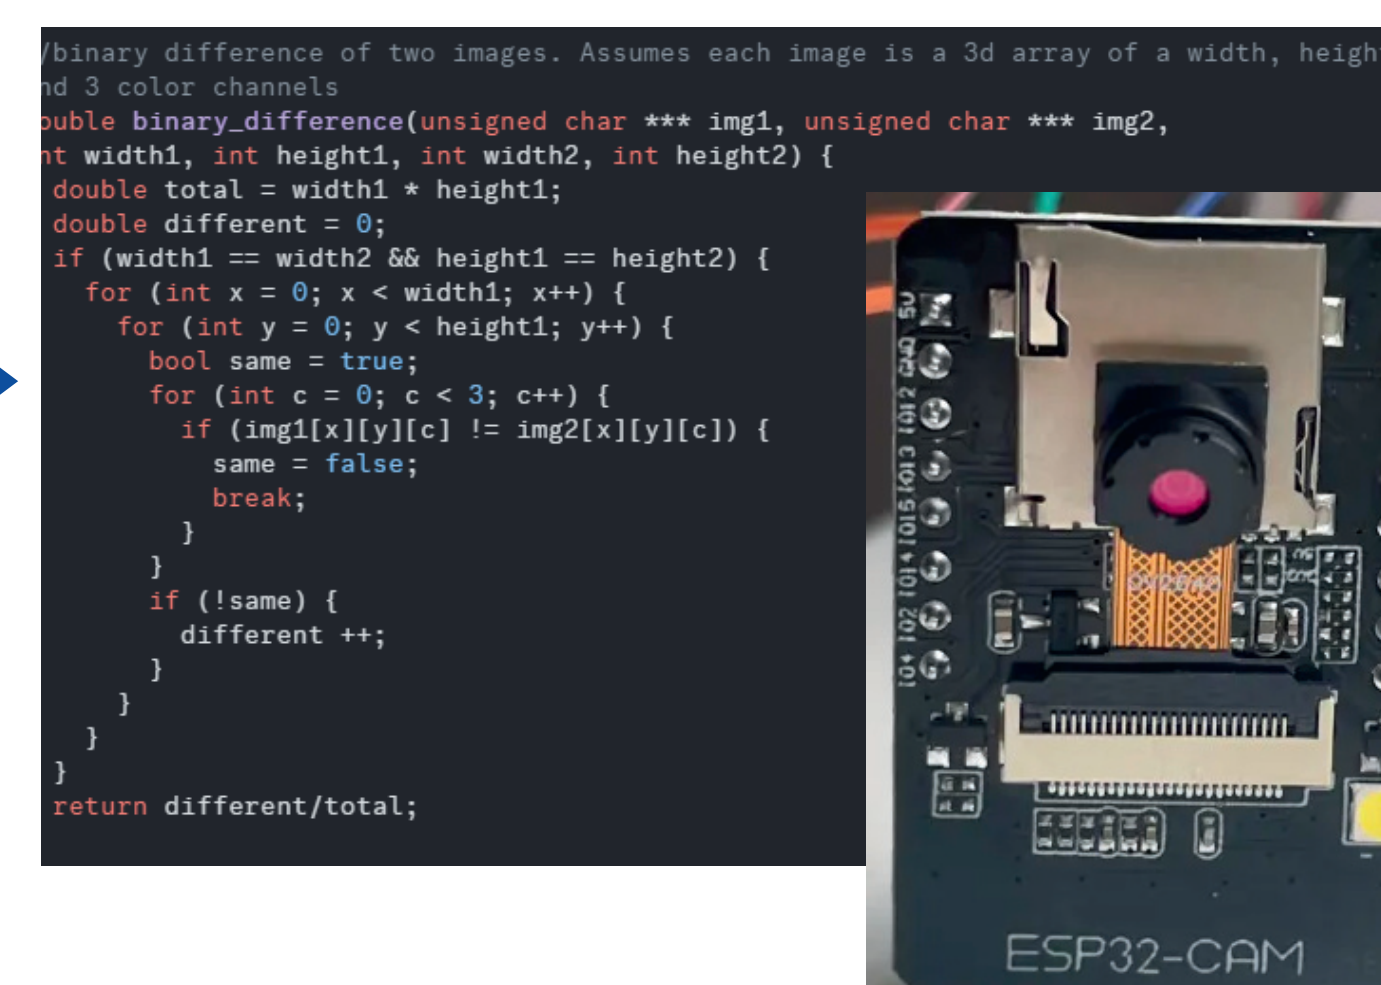 /binary difference of two images. Assumes each image is a 3d array of a width, heigh
nd 3 color channels
ouble binary_difference(unsigned char *** img1, unsigned char *** img2,
nt width1, int height1, int width2, int height2) {
double total = width1 * height1;
double different = 0;
if (width1 == width2 && height1 == height2) {
for (int x = 0; x < width1; x++) {
for (int y = 0; y < height1; y++) {
bool same = true;
for (int c = 0; c < 3; c++) {
if (img1[x][y][c] != img2[x][y][c]) {
same = false;
break;
}
}
if (!same) {
different ++;
}
}
}
}
return different/total;
5V
GND
IO12
IO13
IO15
IO14
IO2
IO4
OV2640
ESP32-CAM